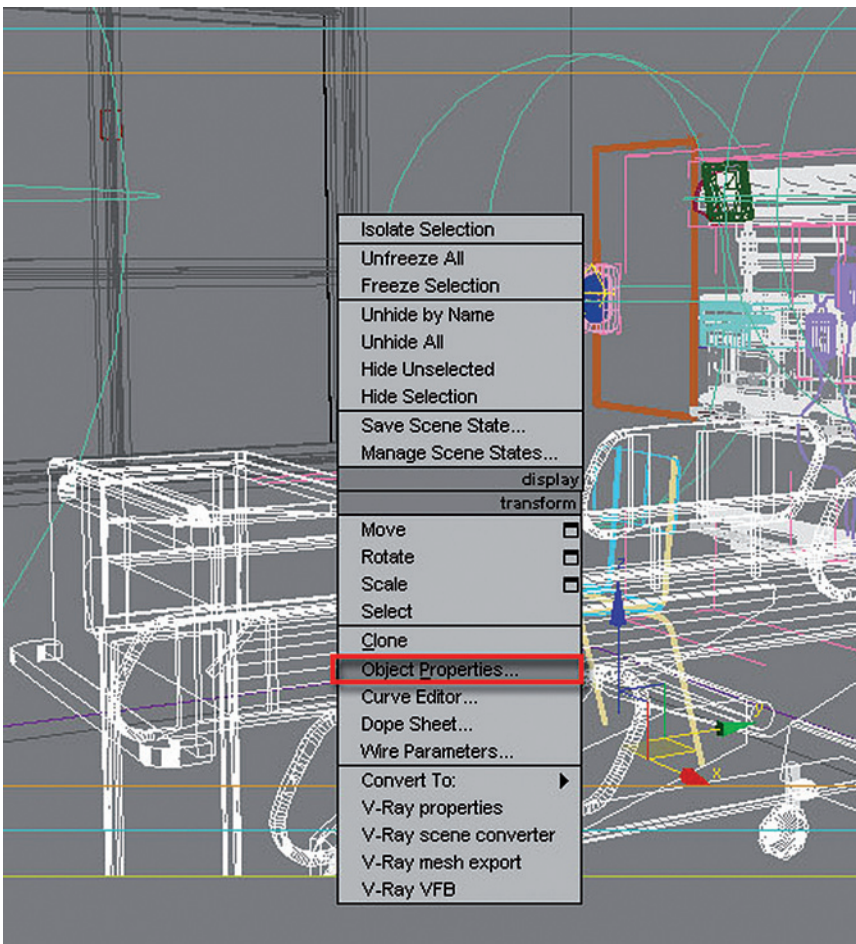 Isolate Selection
Unfreeze All
Freeze Selection
Unhide by Name
Unhide All
Hide Unselected
Hide Selection
Save Scene State...
Manage Scene States...
display
transform
Move
Rotate
Scale
Select
Clone
Object Properties...
Curve Editor...
Dope Sheet...
Wire Parameters...
Convert To:
V-Ray properties
V-Ray scene converter
V-Ray mesh export
V-Ray VFB
z
y
x